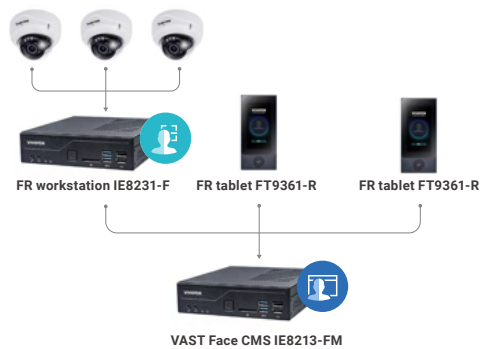 FR workstation IE8231-F
FR tablet FT9361-R
FR tablet FT9361-R
VAST Face CMS IE8213-FM